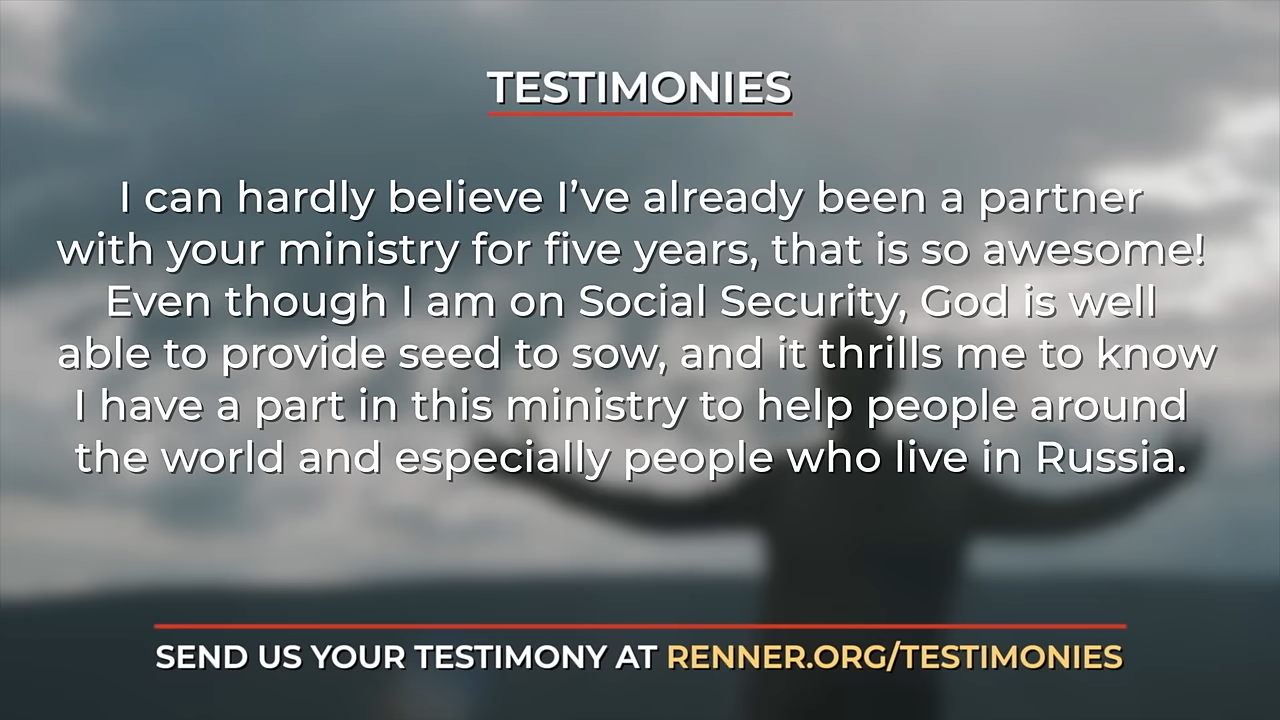 TESTIMONIES
I can hardly believe I’ve already been a partner
with your ministry for five years, that is so awesome!
Even though I am on Social Security, God is well
able to provide seed to sow, and it thrills me to know
I have a part in this ministry to help people around
the world and especially people who live in Russia.
SEND US YOUR TESTIMONY AT RENNER.ORG/TESTIMONIES